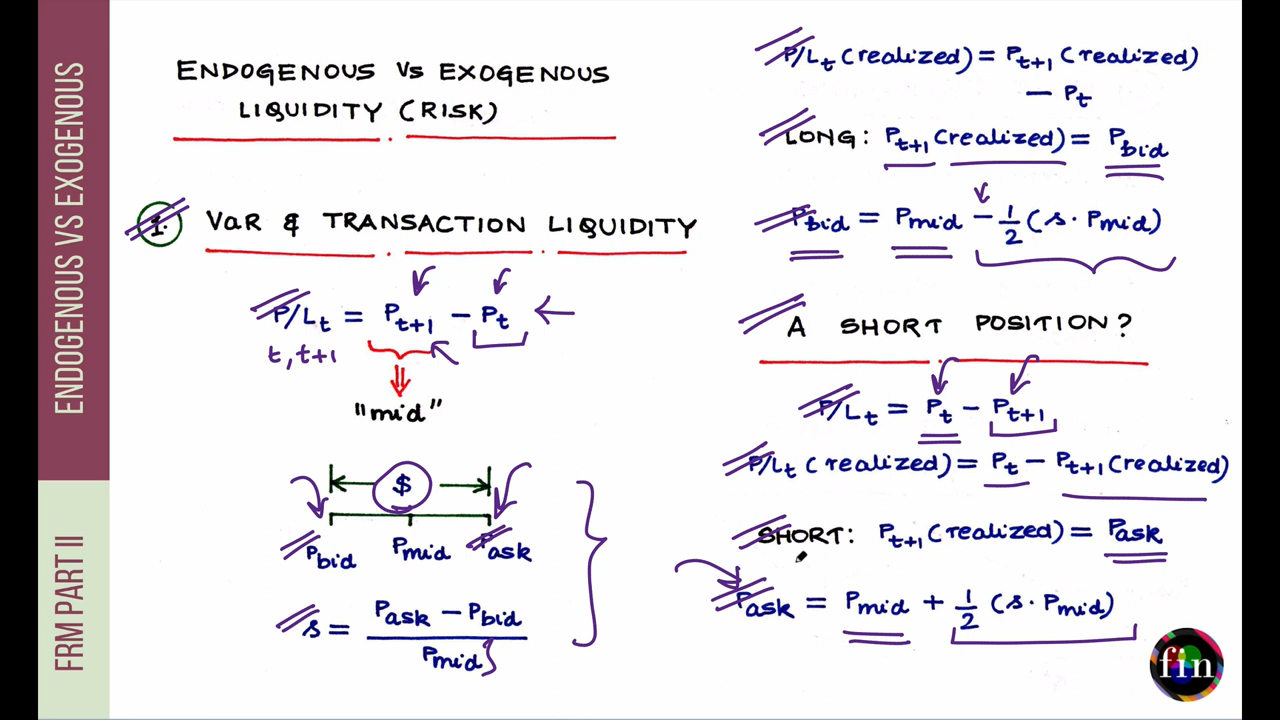 ENDOGENOUS VS EXOGENOUS
FRM PART II
ENDOGENOUS Vs EXOGENOUS
LIQUIDITY (RISK)
1. VaR & TRANSACTION LIQUIDITY
P/Lt = Pt+1 - Pt
t, t+1
"mid"
$
Pbid Pmid Pask
s = Pask - Pbid
Pmid
P/Lt (realized) = Pt+1 (realized)
- Pt
LONG: Pt+1 (realized) = Pbid
Pbid = Pmid - 1/2 (s · Pmid)
A SHORT POSITION?
P/Lt = Pt - Pt+1
P/Lt (realized) = Pt - Pt+1 (realized)
SHORT: Pt+1 (realized) = Pask
Pask = Pmid + 1/2 (s · Pmid)
fin